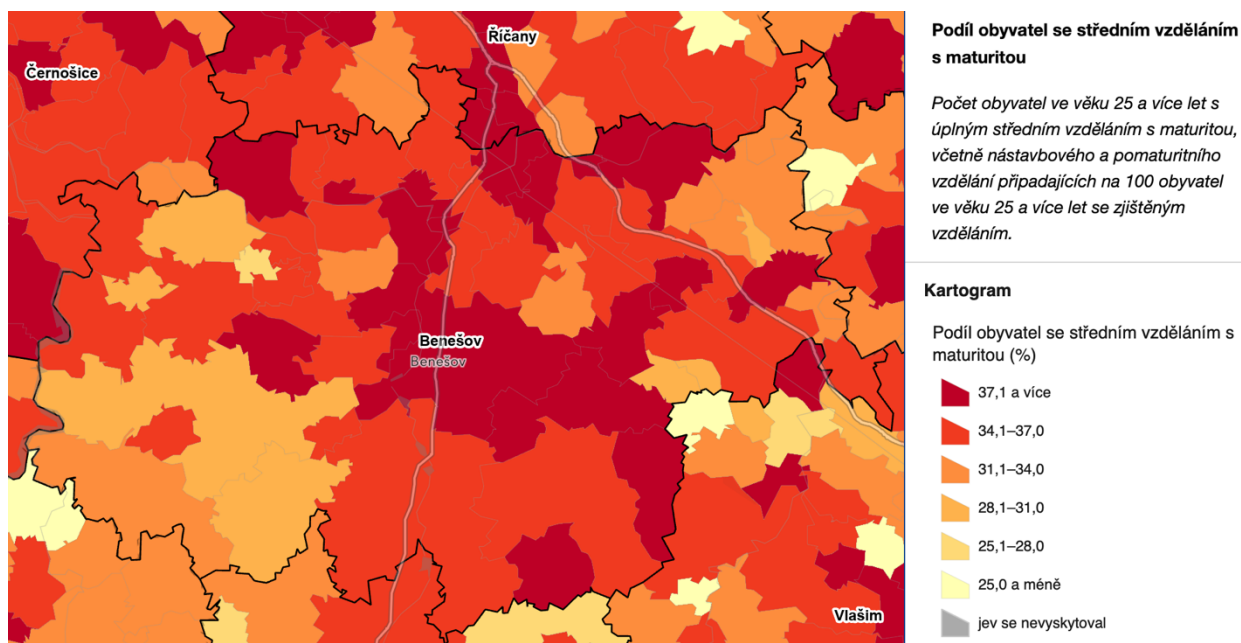 Říčany
Černošice
Benešov
Benešov
Vlašim
Podíl obyvatel se středním vzděláním
s maturitou
Počet obyvatel ve věku 25 a více let s
úplným středním vzděláním s maturitou,
včetně nástavbového a pomaturitního
vzdělání připadajících na 100 obyvatel
ve věku 25 a více let se zjištěným
vzděláním.
Kartogram
Podíl obyvatel se středním vzděláním s
maturitou (%)
37,1 a více
34,1–37,0
31,1–34,0
28,1–31,0
25,1–28,0
25,0 a méně
jev se nevyskytoval